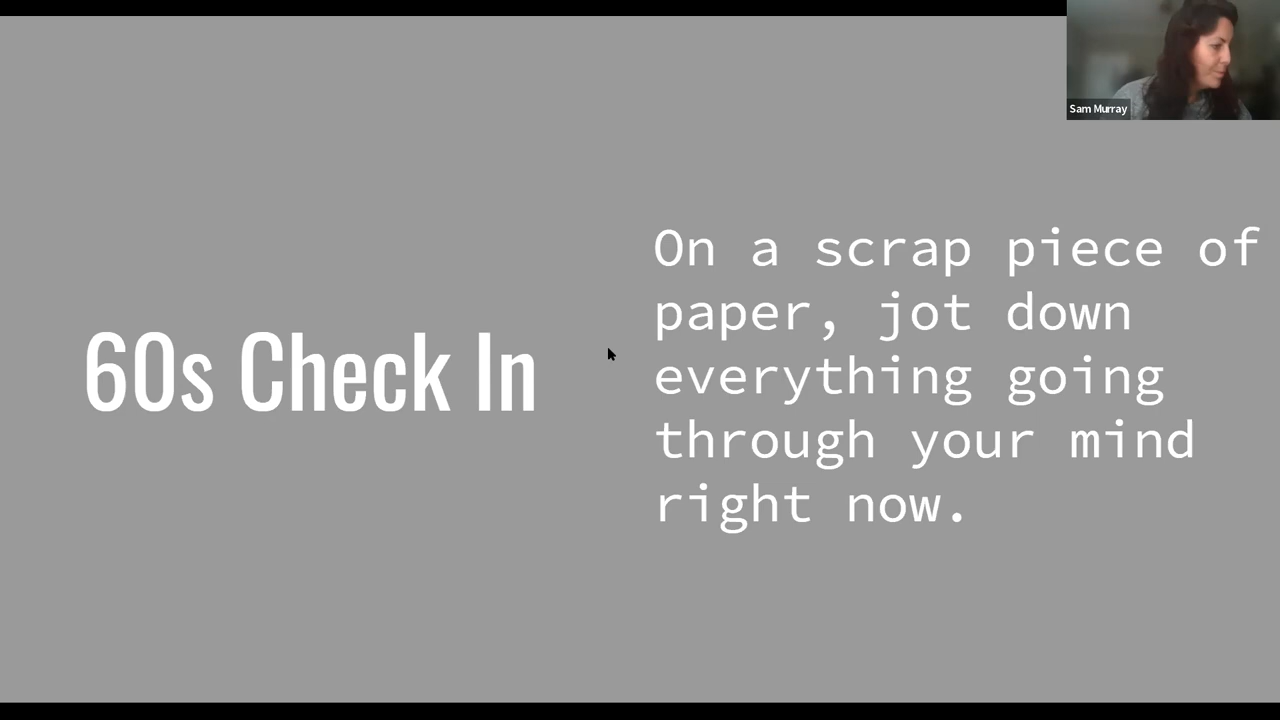 Sam Murray
60s Check In
On a scrap piece of
paper, jot down
everything going
through your mind
right now.